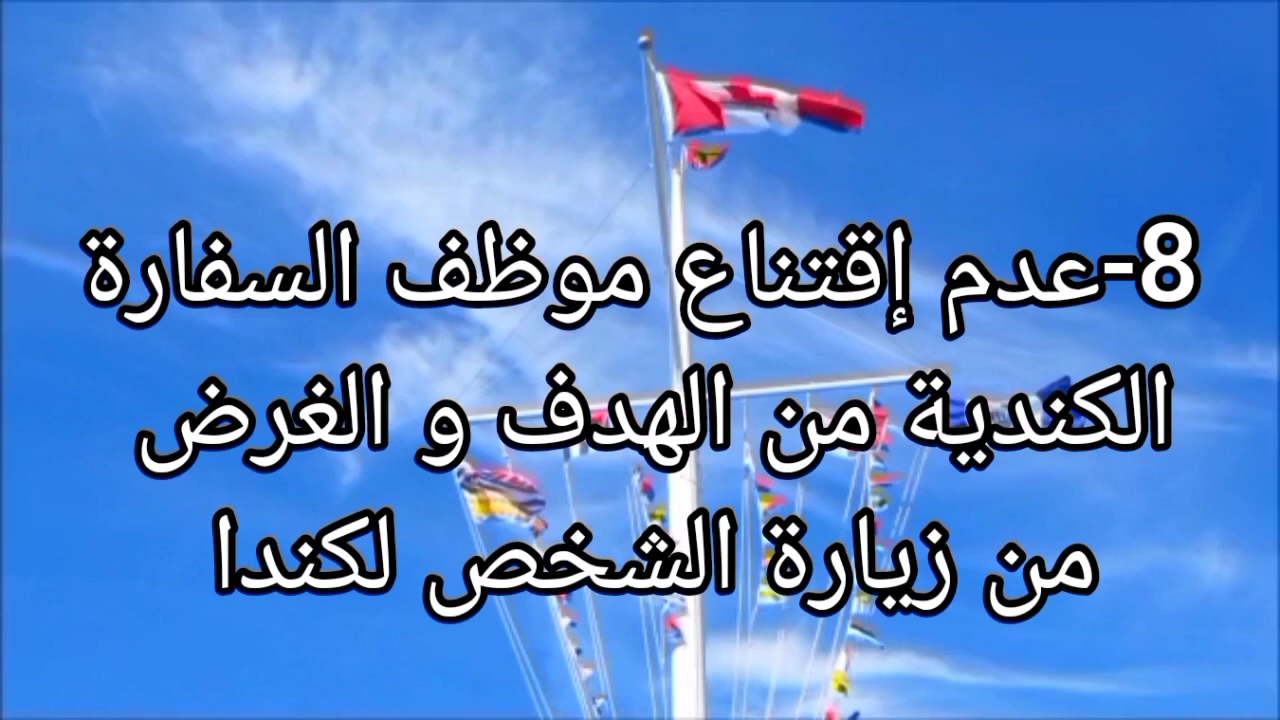 8-عدم إقتناع موظف السفارة
الكندية من الهدف و الغرض
من زيارة الشخص لكندا